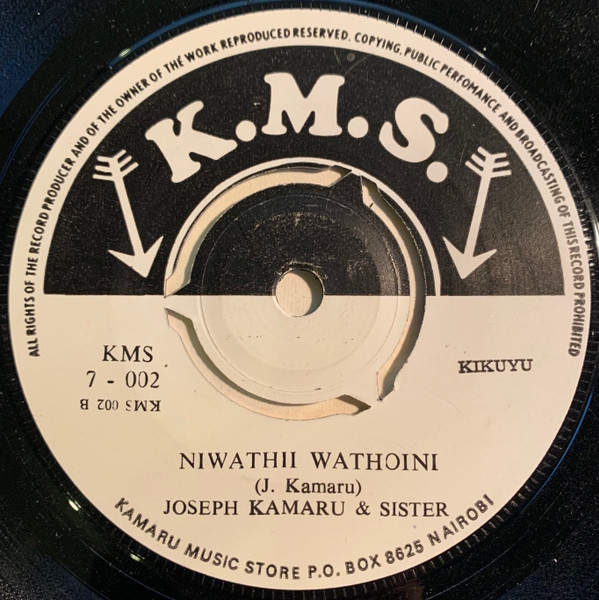 ALL RIGHTS OF THE RECORD PRODUCER AND OF THE OWNER OF THE WORK REPRODUCED RESERVED. COPYING, PUBLIC PERFOMANCE AND BROADCASTING OF THIS RECORD PROHIBITED
K.M.S.
KMS
7 - 002
KMS 002 B
KIKUYU
NIWATHII WATHOINI
(J. Kamaru)
JOSEPH KAMARU & SISTER
KAMARU MUSIC STORE P.O. BOX 8625 NAIROBI